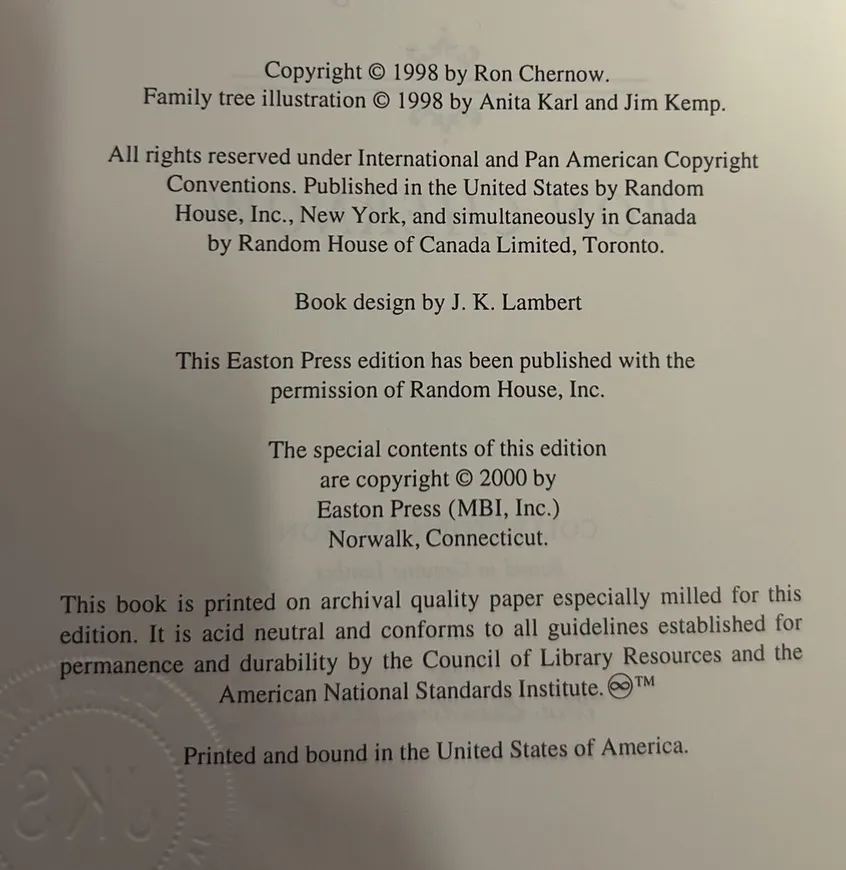 Copyright © 1998 by Ron Chernow.
Family tree illustration © 1998 by Anita Karl and Jim Kemp.
All rights reserved under International and Pan American Copyright
Conventions. Published in the United States by Random
House, Inc., New York, and simultaneously in Canada
by Random House of Canada Limited, Toronto.
Book design by J. K. Lambert
This Easton Press edition has been published with the
permission of Random House, Inc.
The special contents of this edition
are copyright © 2000 by
Easton Press (MBI, Inc.)
Norwalk, Connecticut.
This book is printed on archival quality paper especially milled for this
edition. It is acid neutral and conforms to all guidelines established for
permanence and durability by the Council of Library Resources and the
American National Standards Institute.♾™
Printed and bound in the United States of America.